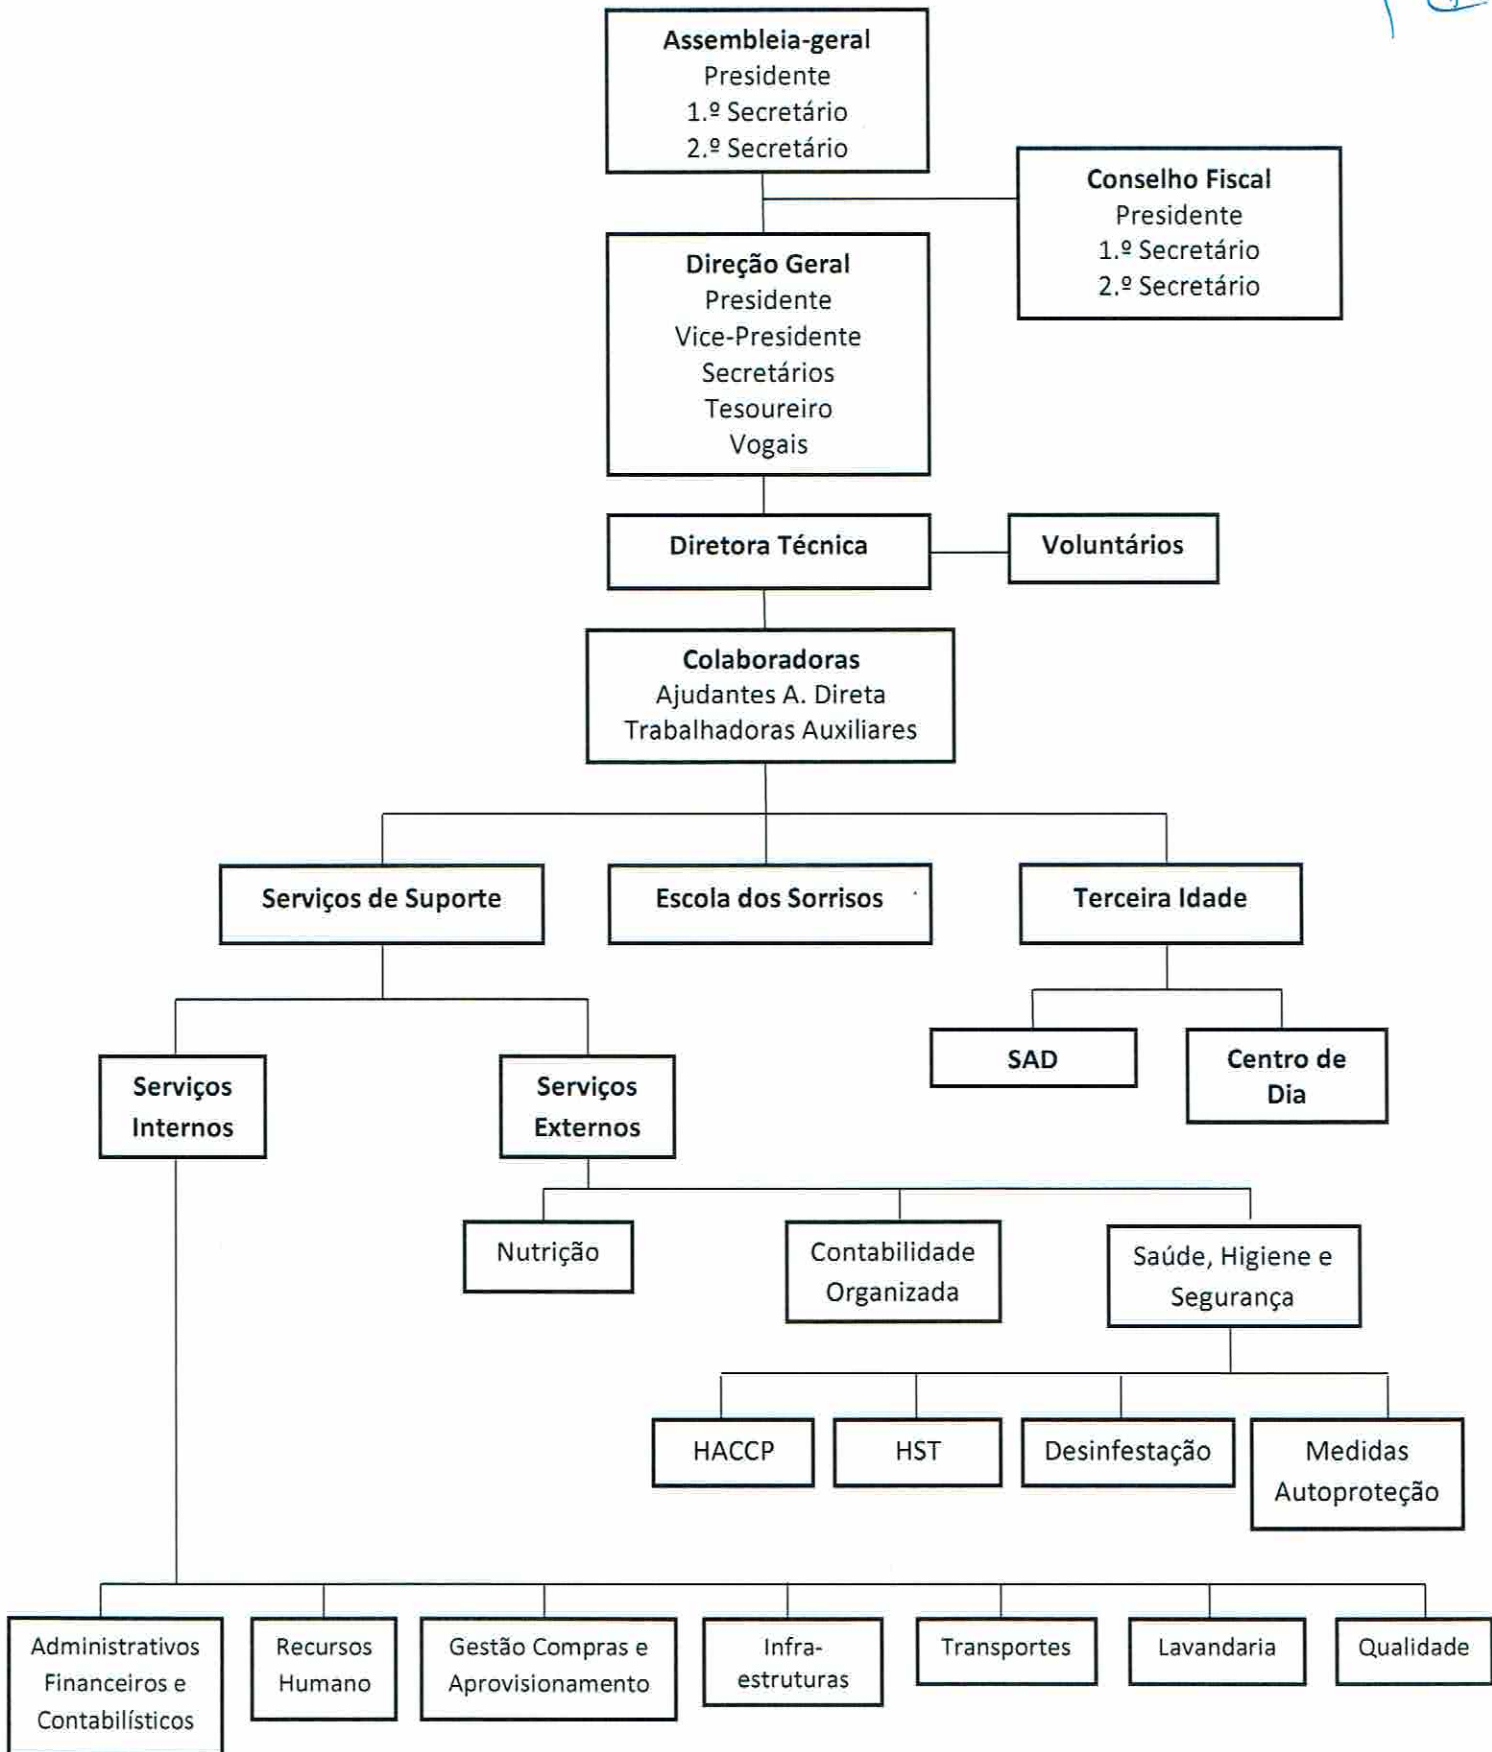 Assembleia-geral
Presidente
1.º Secretário
2.º Secretário
Conselho Fiscal
Presidente
1.º Secretário
2.º Secretário
Direção Geral
Presidente
Vice-Presidente
Secretários
Tesoureiro
Vogais
Diretora Técnica
Voluntários
Colaboradoras
Ajudantes A. Direta
Trabalhadoras Auxiliares
Serviços de Suporte
Escola dos Sorrisos
Terceira Idade
Serviços
Internos
Serviços
Externos
SAD
Centro de
Dia
Nutrição
Contabilidade
Organizada
Saúde, Higiene e
Segurança
HACCP
HST
Desinfestação
Medidas
Autoproteção
Administrativos
Financeiros e
Contabilísticos
Recursos
Humano
Gestão Compras e
Aprovisionamento
Infra-
estruturas
Transportes
Lavandaria
Qualidade